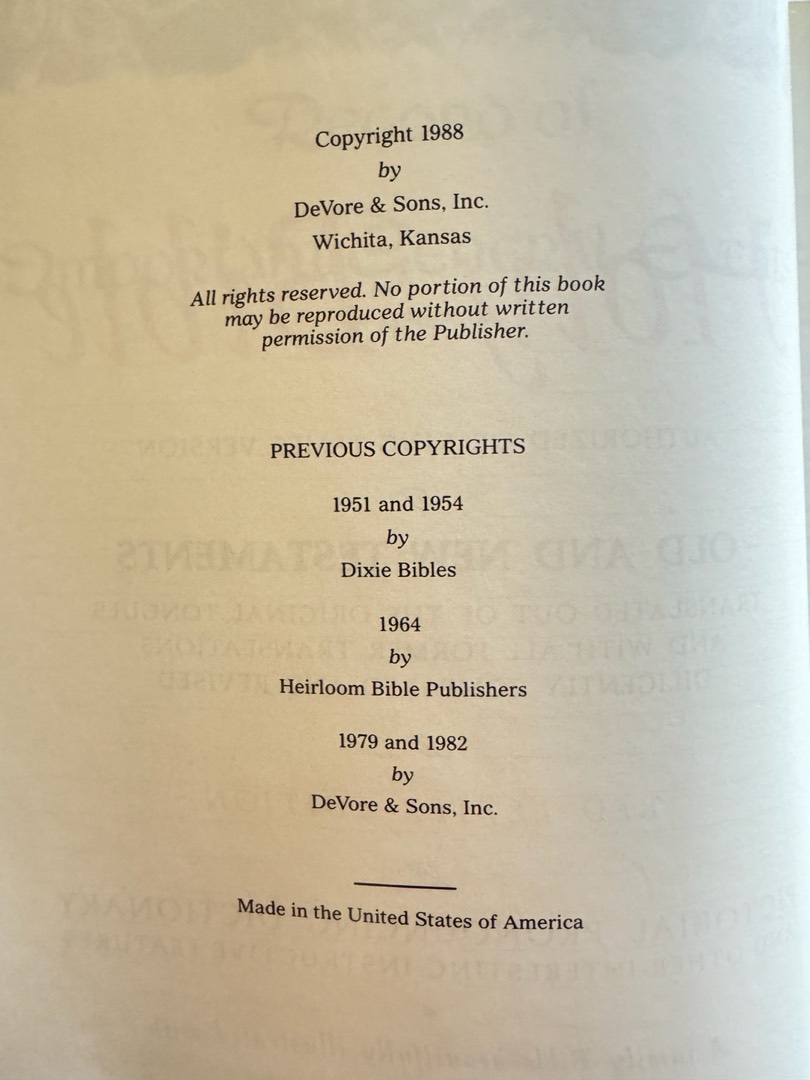 Copyright 1988
by
DeVore & Sons, Inc.
Wichita, Kansas
All rights reserved. No portion of this book
may be reproduced without written
permission of the Publisher.
PREVIOUS COPYRIGHTS
1951 and 1954
by
Dixie Bibles
1964
by
Heirloom Bible Publishers
1979 and 1982
by
DeVore & Sons, Inc.
Made in the United States of America